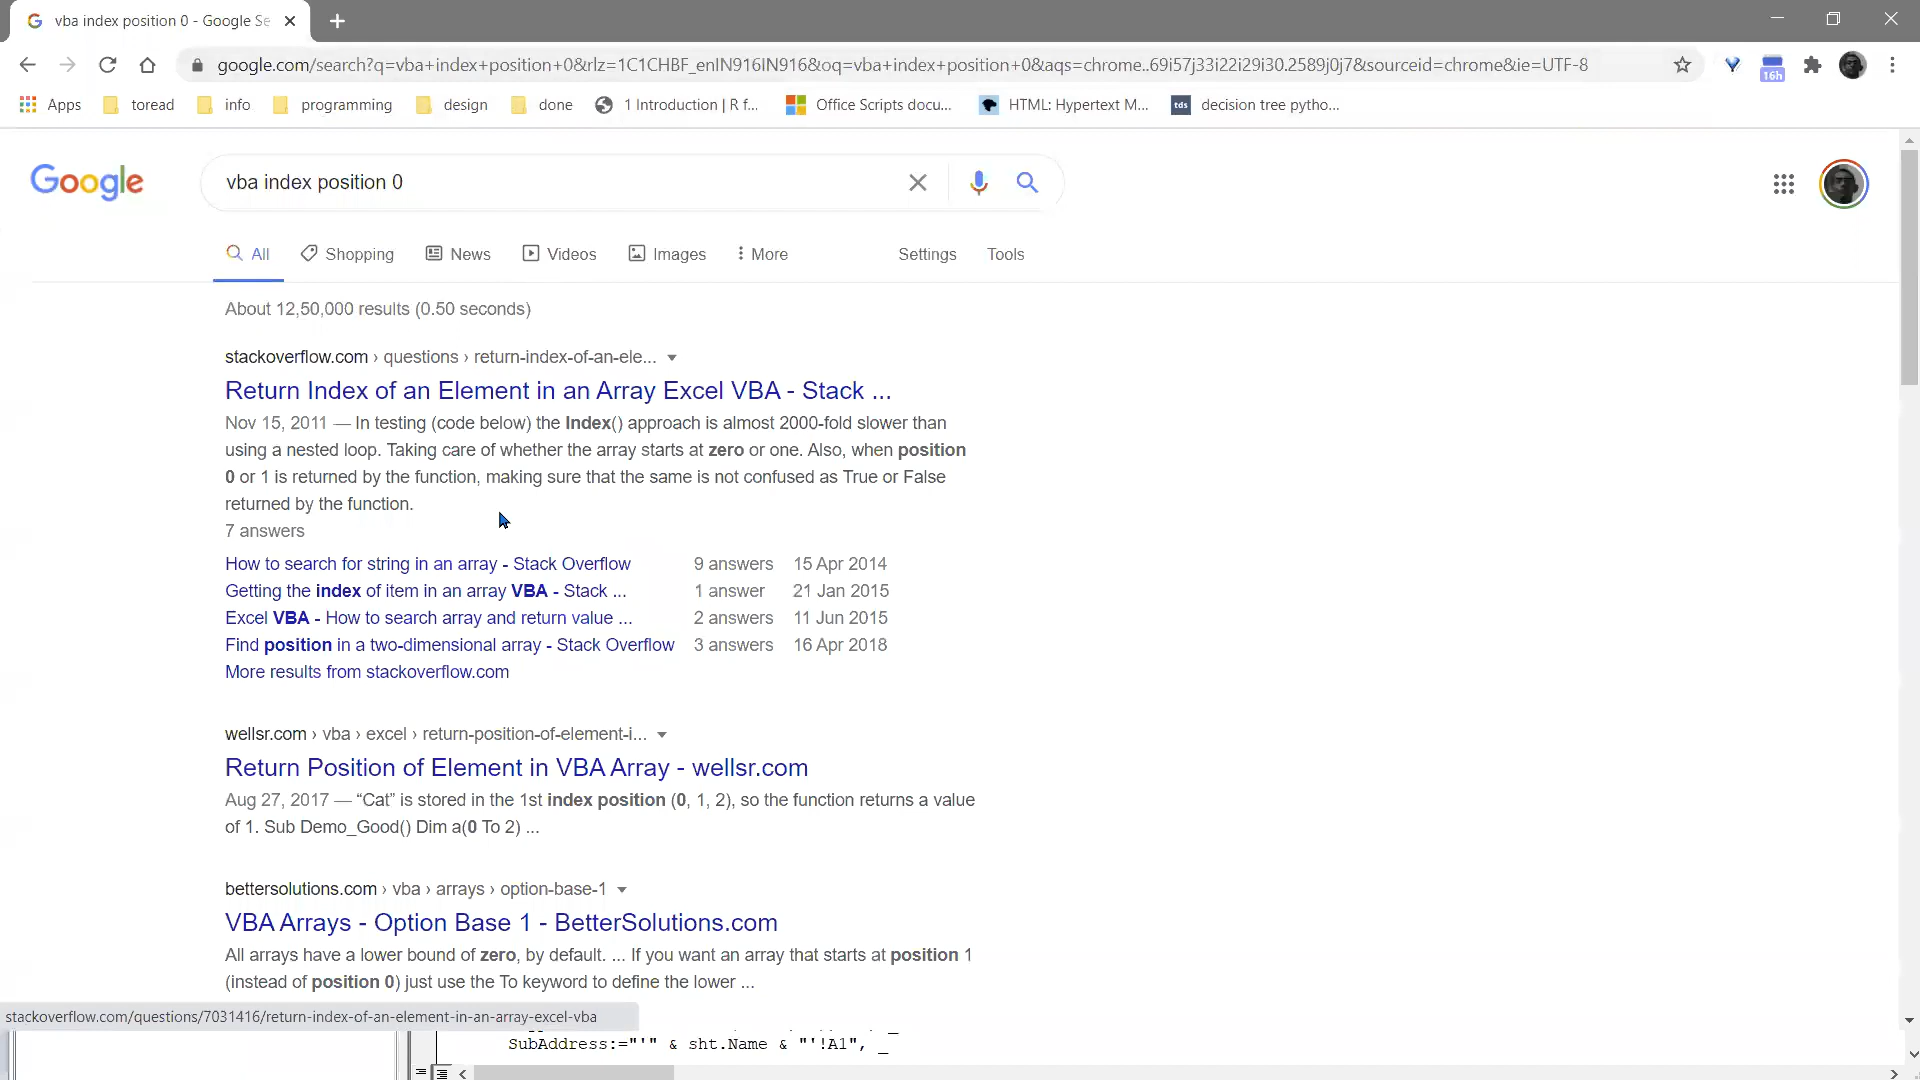 vba index position 0 - Google Se
google.com/search?q=vba+index+position+0&rlz=1C1CHBF_enIN916IN916&oq=vba+index+position+0&aqs=chrome..69i57j33i22i29i30.2589j0j7&sourceid=chrome&ie=UTF-8
16h
Apps toread info programming design done 1 Introduction | R f... Office Scripts docu... HTML: Hypertext M... tds decision tree pytho...
Google
vba index position 0
All Shopping News Videos Images More Settings Tools
About 12,50,000 results (0.50 seconds)
stackoverflow.com › questions › return-index-of-an-ele...
Return Index of an Element in an Array Excel VBA - Stack ...
Nov 15, 2011 — In testing (code below) the Index() approach is almost 2000-fold slower than
using a nested loop. Taking care of whether the array starts at zero or one. Also, when position
0 or 1 is returned by the function, making sure that the same is not confused as True or False
returned by the function.
7 answers
How to search for string in an array - Stack Overflow 9 answers 15 Apr 2014
Getting the index of item in an array VBA - Stack ... 1 answer 21 Jan 2015
Excel VBA - How to search array and return value ... 2 answers 11 Jun 2015
Find position in a two-dimensional array - Stack Overflow 3 answers 16 Apr 2018
More results from stackoverflow.com
wellsr.com › vba › excel › return-position-of-element-i...
Return Position of Element in VBA Array - wellsr.com
Aug 27, 2017 — “Cat” is stored in the 1st index position (0, 1, 2), so the function returns a value
of 1. Sub Demo_Good() Dim a(0 To 2) ...
bettersolutions.com › vba › arrays › option-base-1
VBA Arrays - Option Base 1 - BetterSolutions.com
All arrays have a lower bound of zero, by default. ... If you want an array that starts at position 1
(instead of position 0) just use the To keyword to define the lower ...
stackoverflow.com/questions/7031416/return-index-of-an-element-in-an-array-excel-vba
SubAddress:="'" & sht.Name & "'!A1", _